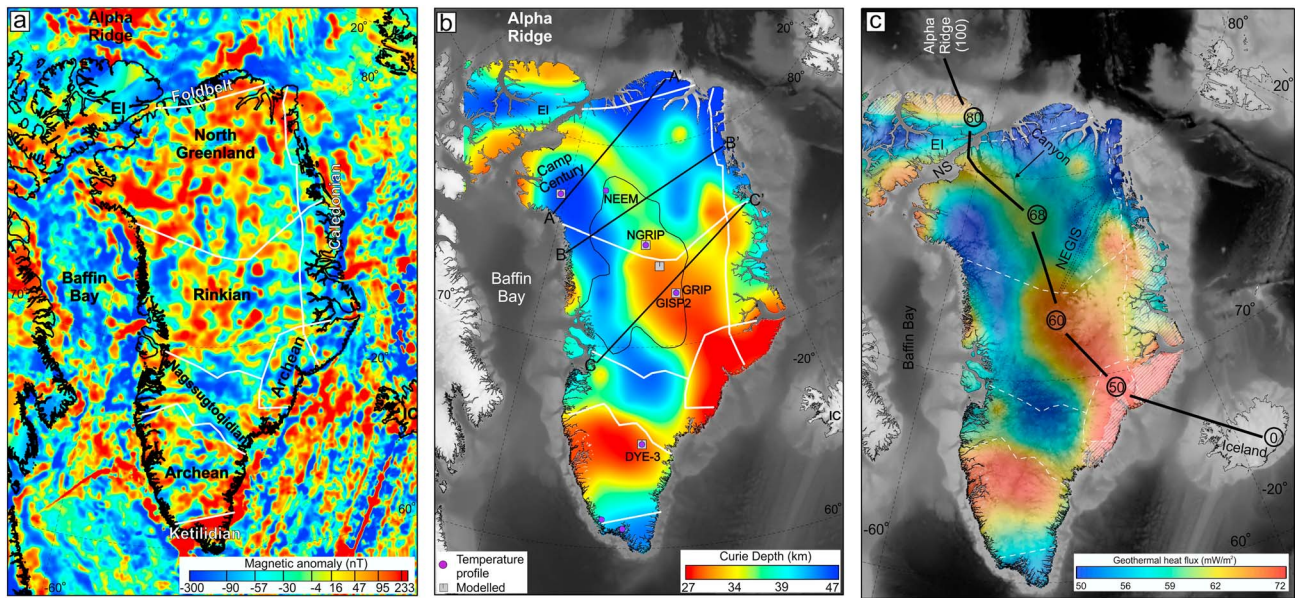 a
Alpha
Ridge
20°
80°
EI
Foldbelt
North
Greenland
Caledonian
Baffin
Bay
Rinkian
70°
20°
Archean
Nagssugtoqidian
IC
Archean
60°
Ketilidian
Magnetic anomaly (nT)
-300 -90 -57 -30 -4 16 47 95 233
-60°
b
Alpha
Ridge
20°
80°
A'
EI
Camp
Century
B'
NEEM
C'
A
NGRIP
B
Baffin
Bay
GRIP
GISP2
70°
-20°
C
IC
DYE-3
60°
Temperature
profile
Modelled
Curie Depth (km)
27 34 39 47
c
Alpha
Ridge
(100)
80°
20°
80
EI
NS
Canyon
68
NEGIS
60
Baffin Bay
70°
50
0
Iceland
-20°
-60°
60°
Geothermal heat flux (mW/m²)
50 56 59 62 72